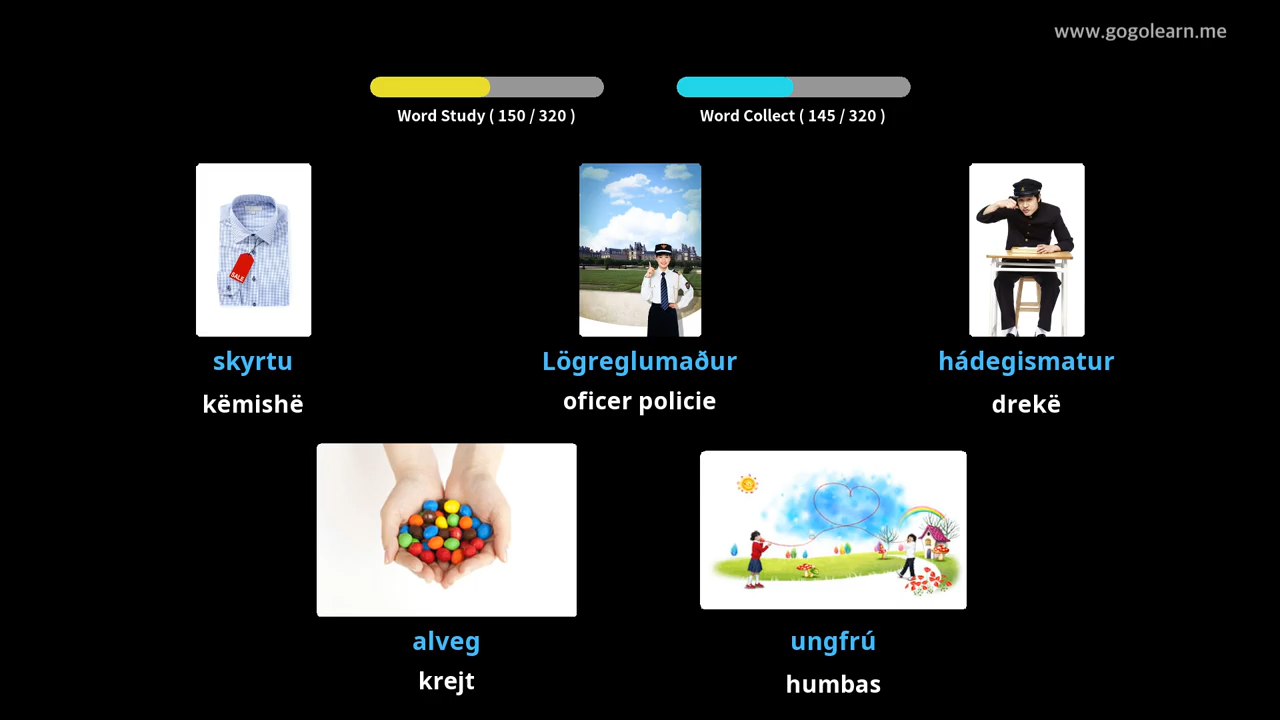 www.gogolearn.me
Word Study ( 150 / 320 )
Word Collect ( 145 / 320 )
SALE
skyrtu
Lögreglumaður
hádegismatur
këmishë
oficer policie
drekë
alveg
ungfrú
krejt
humbas